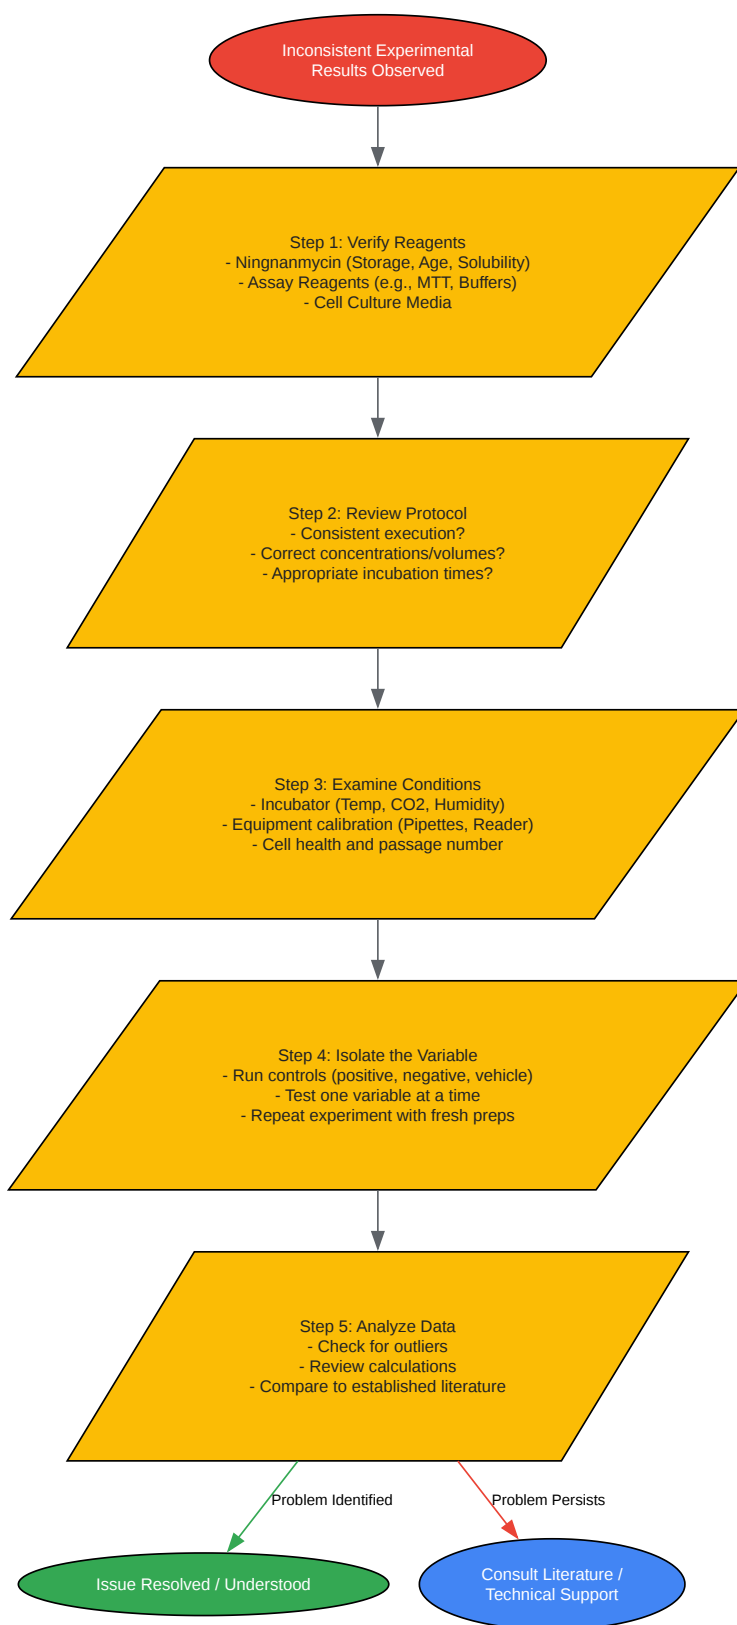 Inconsistent Experimental
Results Observed
Step 1: Verify Reagents
- Ningnanmycin (Storage, Age, Solubility)
- Assay Reagents (e.g., MTT, Buffers)
- Cell Culture Media
Step 2: Review Protocol
- Consistent execution?
- Correct concentrations/volumes?
- Appropriate incubation times?
Step 3: Examine Conditions
- Incubator (Temp, CO2, Humidity)
- Equipment calibration (Pipettes, Reader)
- Cell health and passage number
Step 4: Isolate the Variable
- Run controls (positive, negative, vehicle)
- Test one variable at a time
- Repeat experiment with fresh preps
Step 5: Analyze Data
- Check for outliers
- Review calculations
- Compare to established literature
Problem Identified
Problem Persists
Issue Resolved / Understood
Consult Literature /
Technical Support